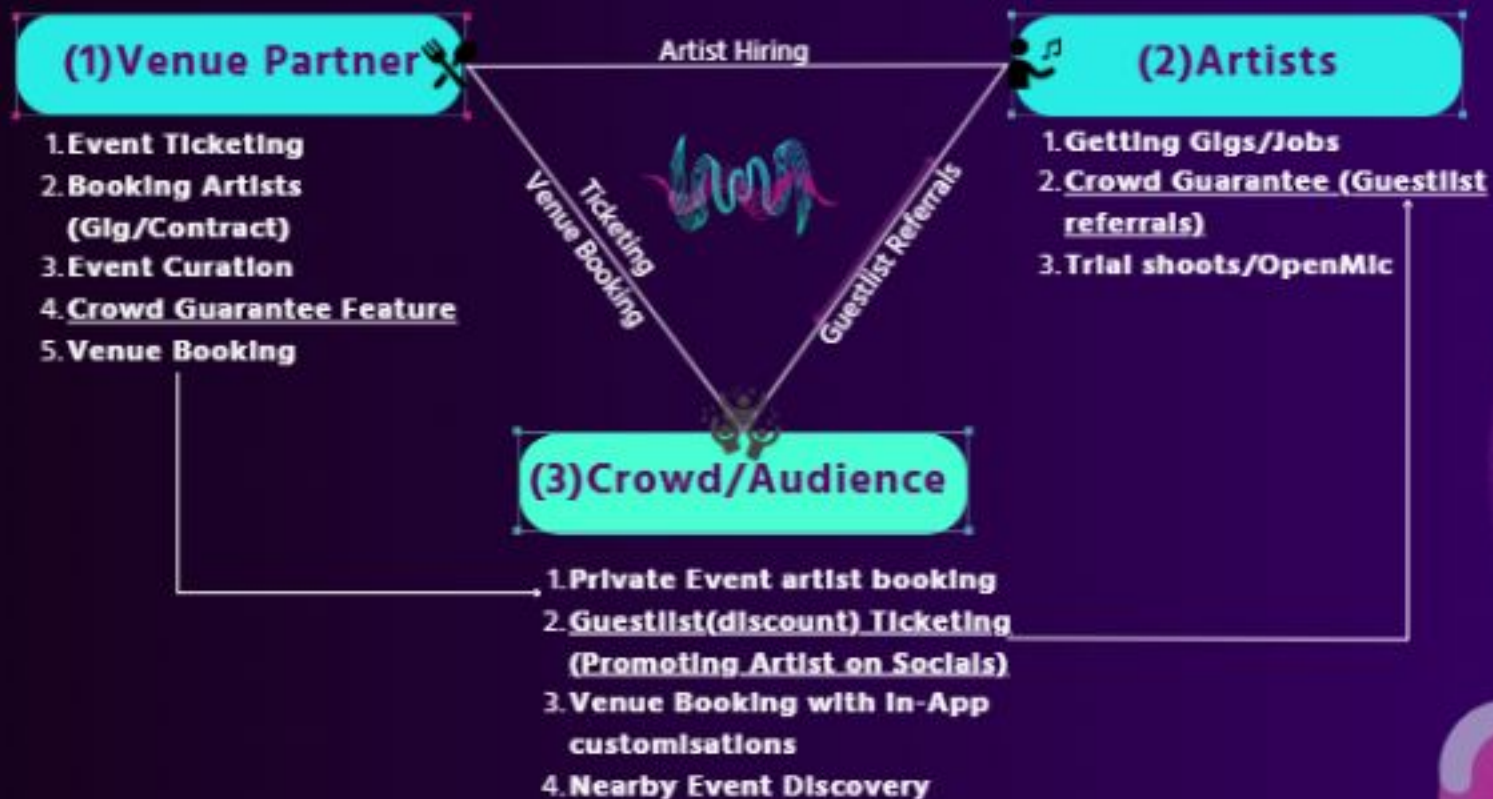 (1)Venue Partner
Artist Hiring
(2)Artists
1.Event Ticketing
2.Booking Artists
(Gig/Contract)
3.Event Curation
4.Crowd Guarantee Feature
5.Venue Booking
Ticketing
Venue Booking
Guestlist Referrals
1.Getting Gigs/Jobs
2.Crowd Guarantee (Guestlist
referrals)
3.Trial shoots/OpenMic
(3)Crowd/Audience
1.Private Event artist booking
2.Guestlist(discount) Ticketing
(Promoting Artist on Socials)
3.Venue Booking with In-App
customisations
4.Nearby Event Discovery